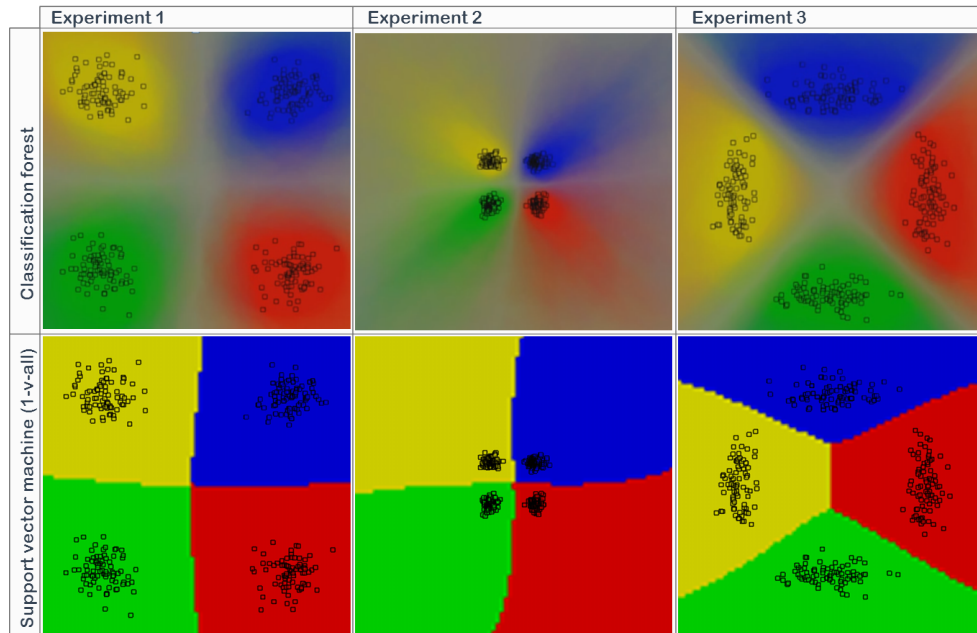 Experiment 1
Experiment 2
Experiment 3
Classification forest
Support vector machine (1-v-all)